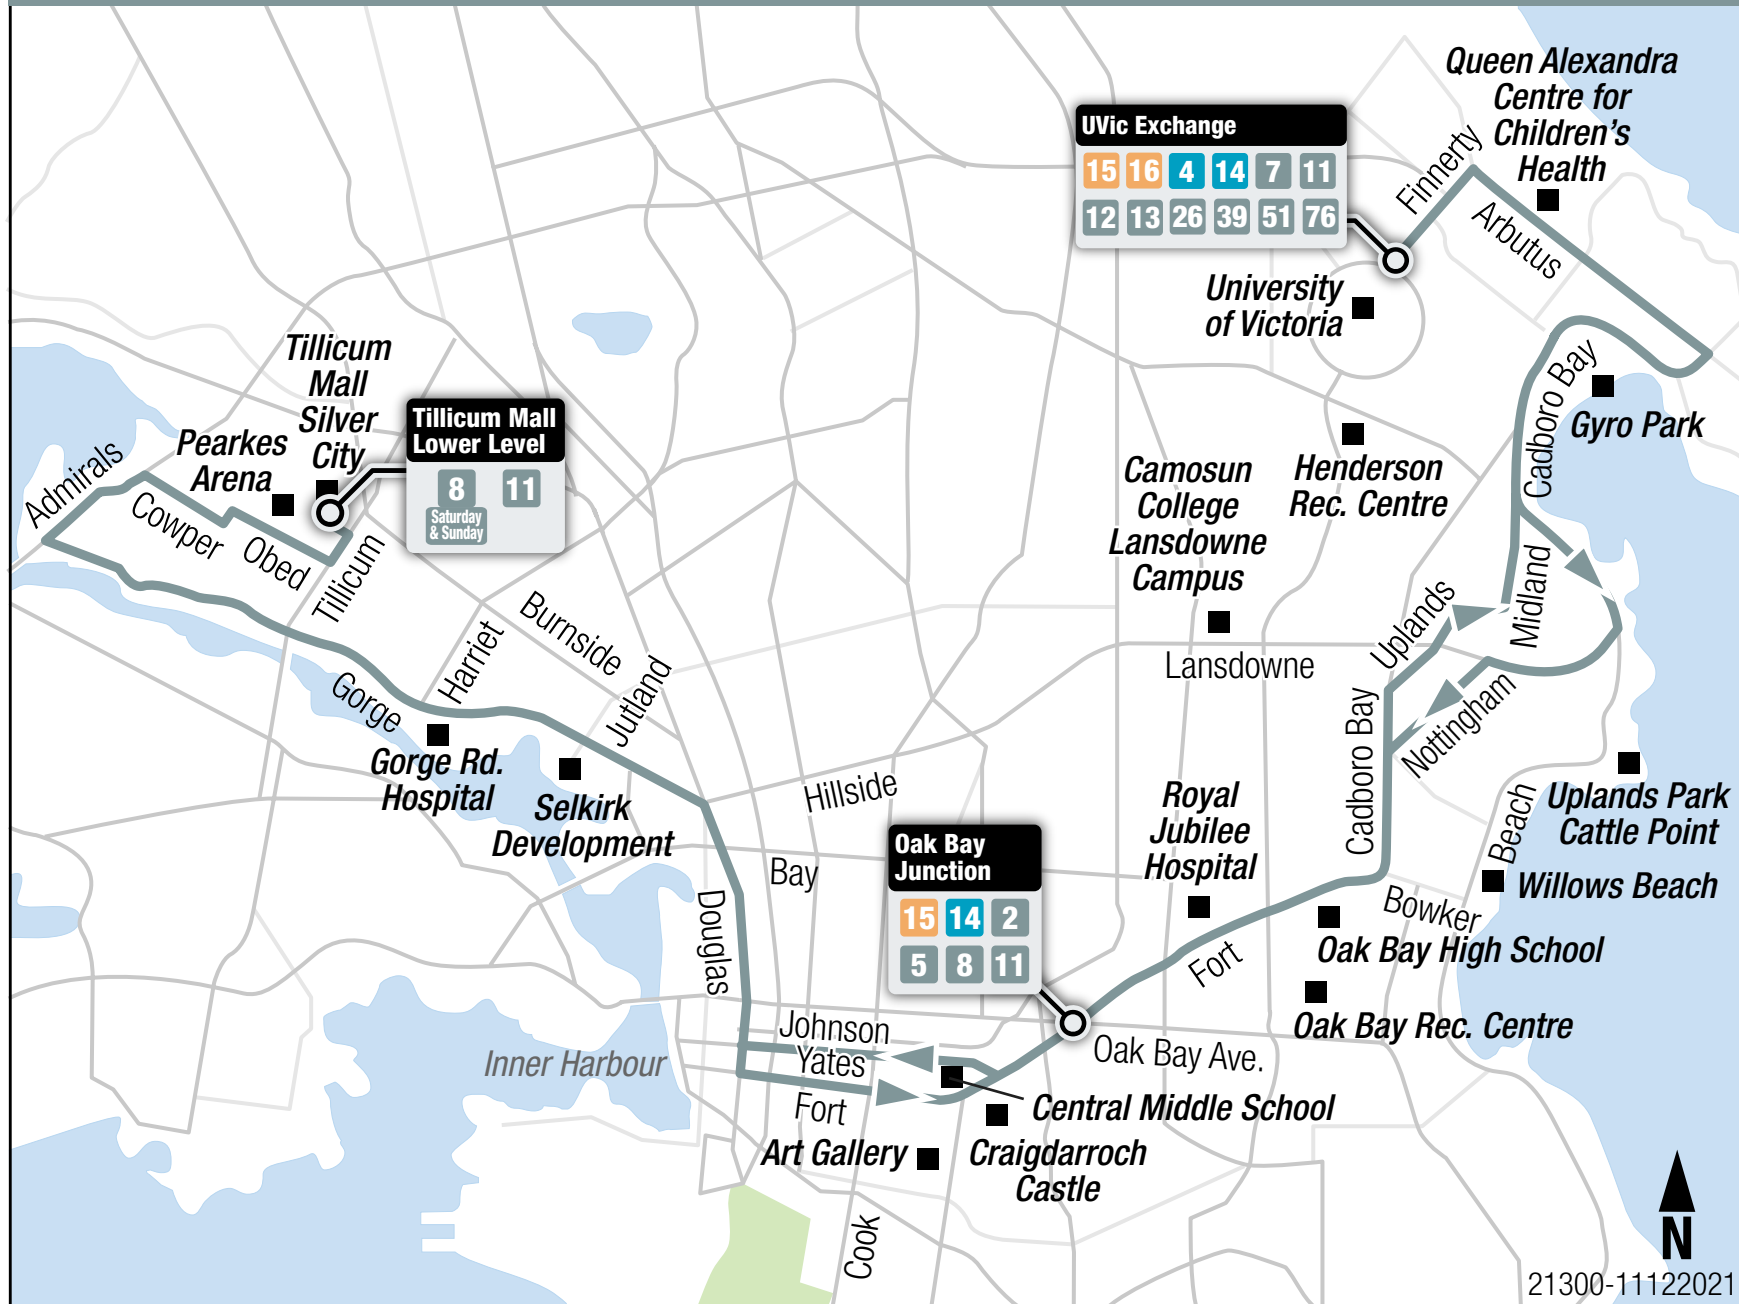 Queen Alexandra
Centre for
Children's
Health
UVic Exchange
15 16 4 14 7 11
12 13 26 39 51 76
Finnerty
Arbutus
University
of Victoria
Tillicum
Mall
Silver
City
Tillicum Mall
Lower Level
8 11
Saturday
& Sunday
Pearkes
Arena
Admirals
Cowper
Obed
Tillicum
Cadboro Bay
Gyro Park
Camosun
College
Lansdowne
Campus
Henderson
Rec. Centre
Burnside
Harriet
Jutland
Gorge
Midland
Uplands
Lansdowne
Nottingham
Cadboro Bay
Gorge Rd.
Hospital
Selkirk
Development
Hillside
Bay
Douglas
Oak Bay
Junction
15 14 2
5 8 11
Royal
Jubilee
Hospital
Beach
Uplands Park
Cattle Point
Willows Beach
Bowker
Oak Bay High School
Fort
Oak Bay Rec. Centre
Inner Harbour
Johnson
Yates
Fort
Oak Bay Ave.
Central Middle School
Art Gallery
Craigdarroch
Castle
Cook
N
21300-11122021